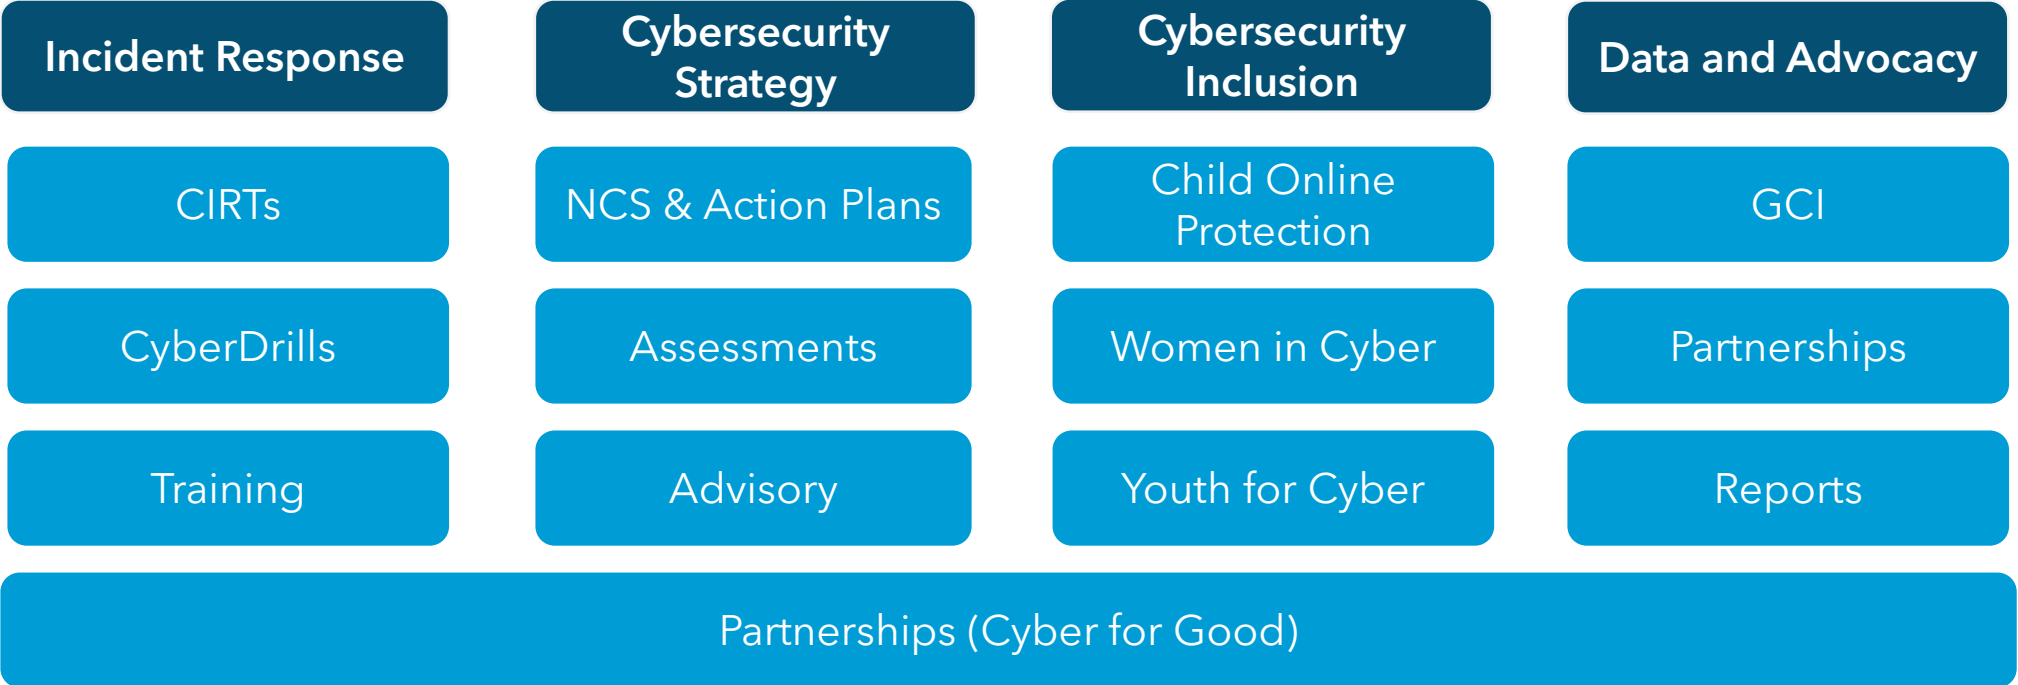 Incident Response
Cybersecurity
Strategy
Cybersecurity
Inclusion
Data and Advocacy
CIRTs
NCS & Action Plans
Child Online
Protection
GCI
CyberDrills
Assessments
Women in Cyber
Partnerships
Training
Advisory
Youth for Cyber
Reports
Partnerships (Cyber for Good)